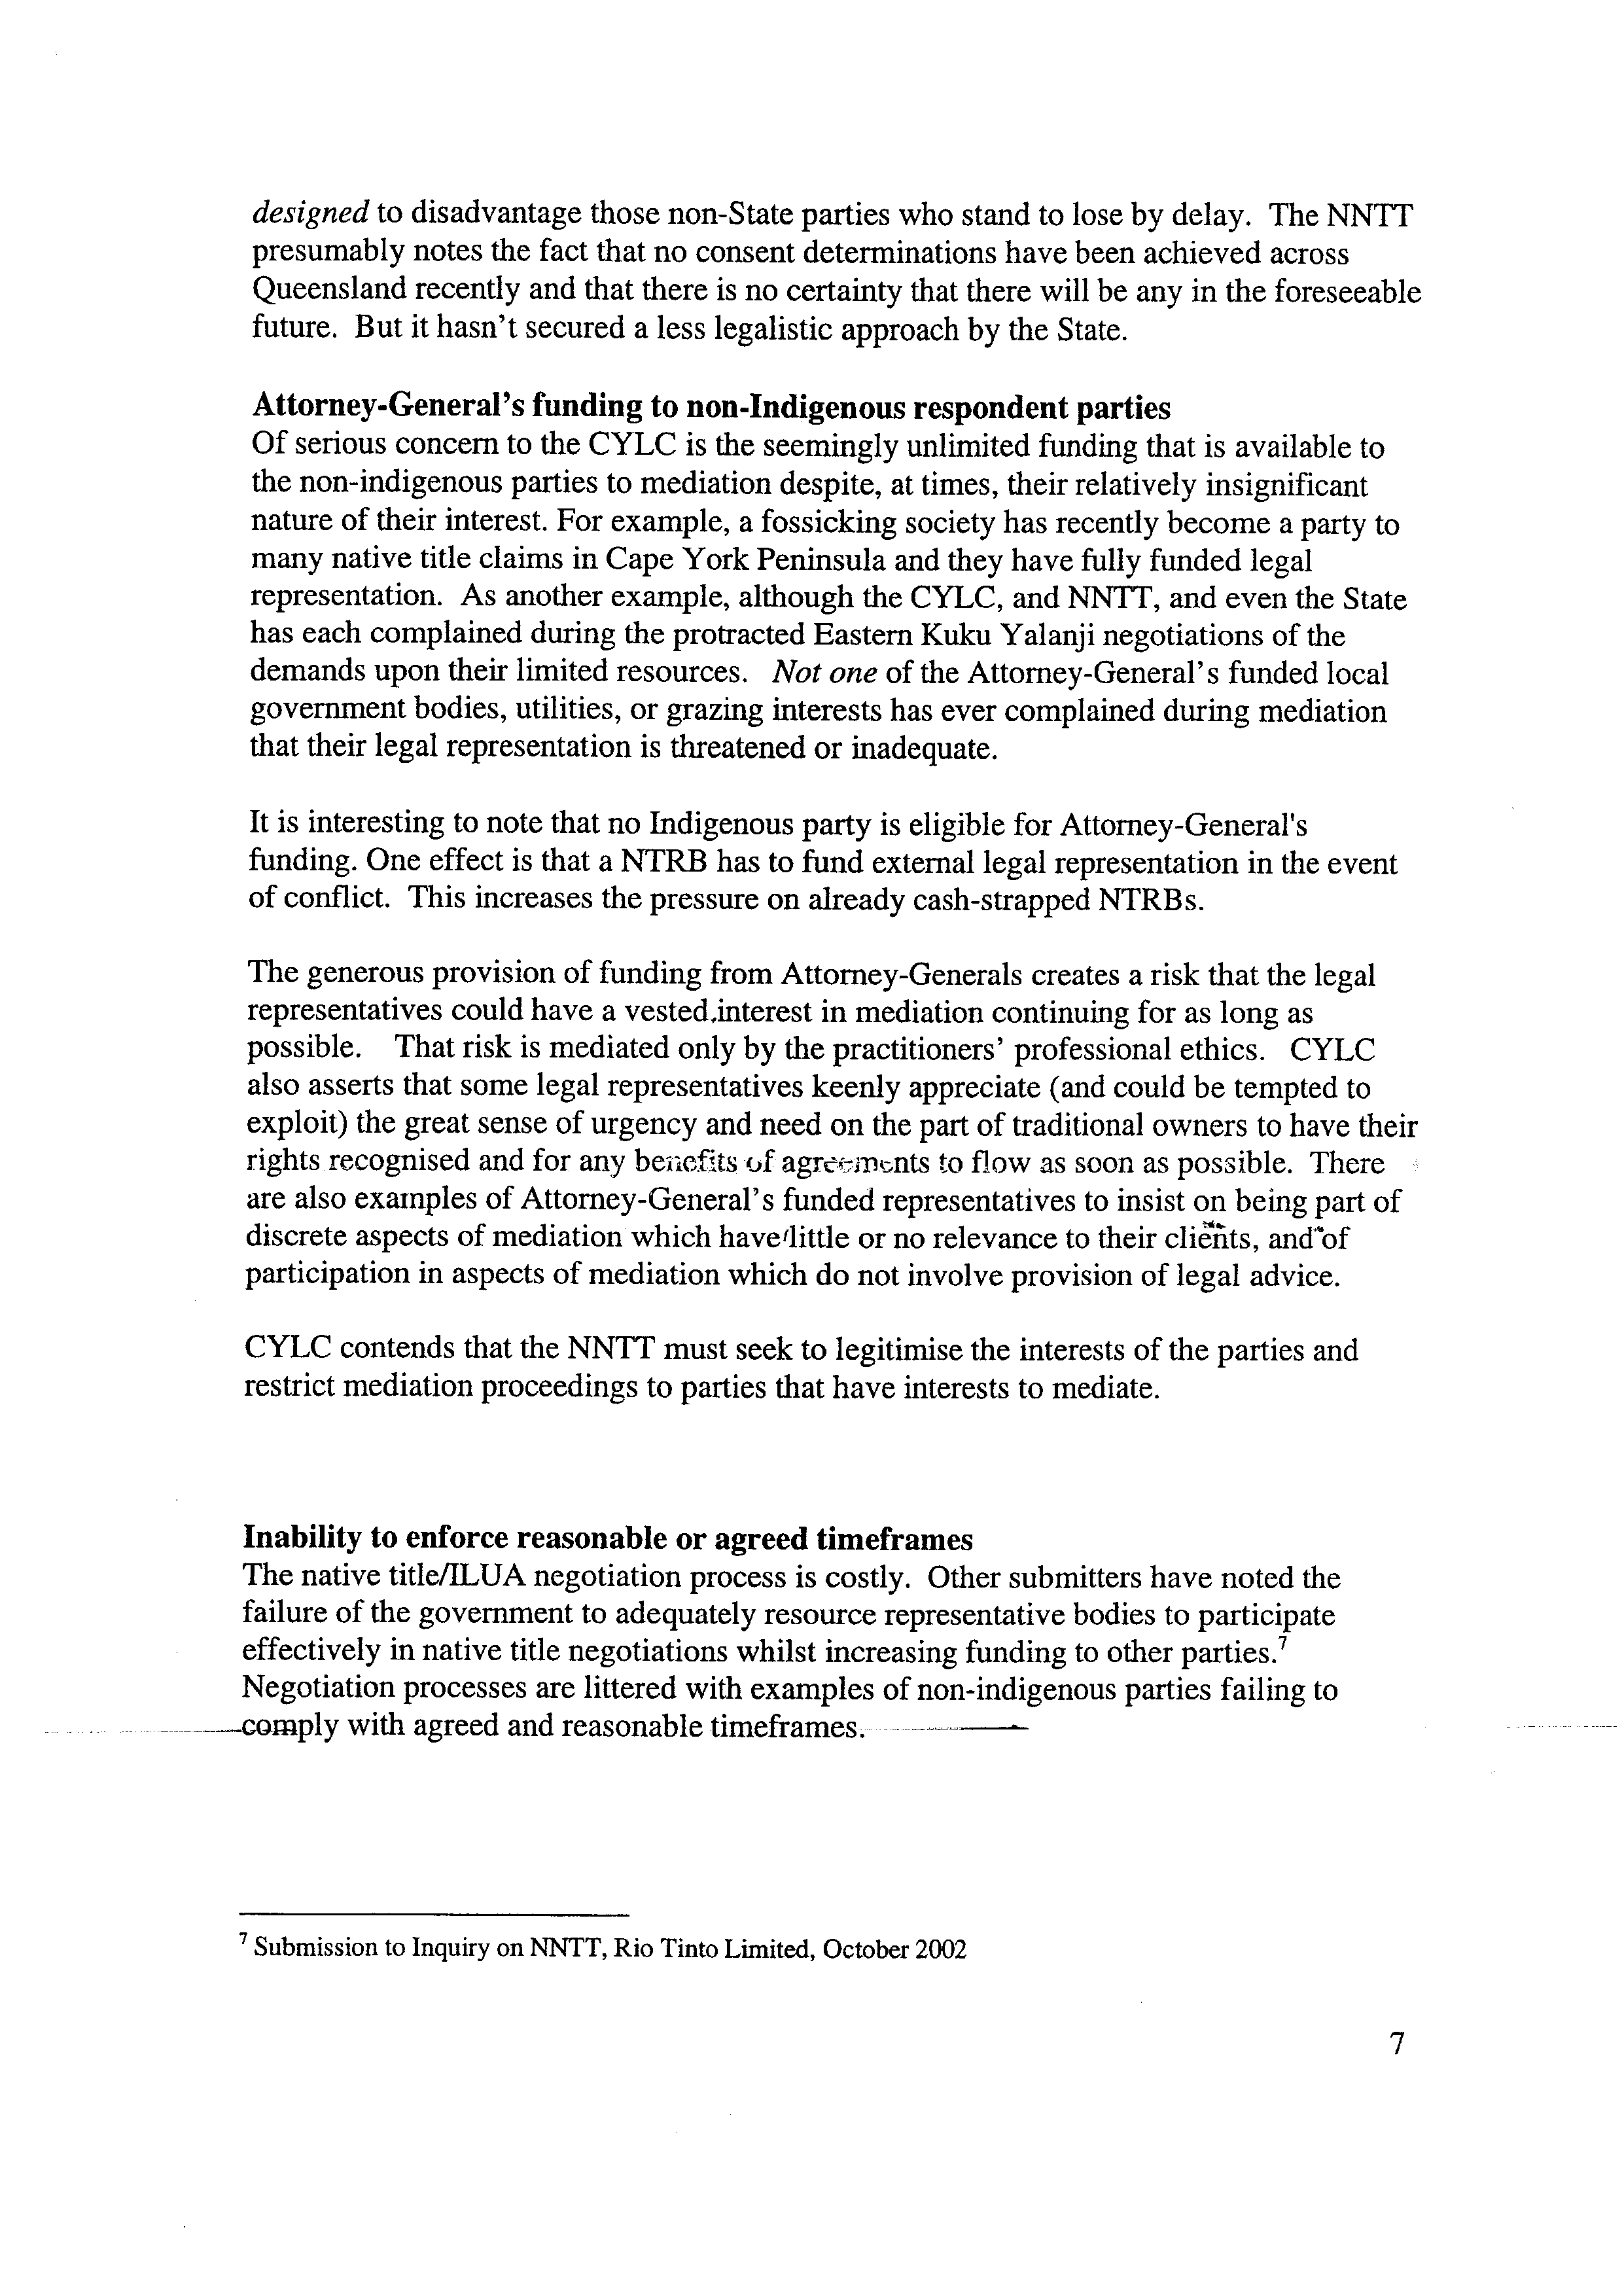 designed to disadvantage those non-State parties who stand to lose by delay. The NNTT
presumably notes the fact that no consent determinations have been achieved across
Queensland recently and that there is no certainty that there will be any in the foreseeable
future. But it hasn't secured a less legalistic approach by the State.
Attorney-General's funding to non-Indigenous respondent parties
Of serious concern to the CYLC is the seemingly unlimited funding that is available to
the non-indigenous parties to mediation despite, at times, their relatively insignificant
nature of their interest. For example, a fossicking society has recently become a party to
many native title claims in Cape York Peninsula and they have fully funded legal
representation. As another example, although the CYLC, and NNTT, and even the State
has each complained during the protracted Eastern Kuku Yalanji negotiations of the
demands upon their limited resources. Not one of the Attorney-General's funded local
government bodies, utilities, or grazing interests has ever complained during mediation
that their legal representation is threatened or inadequate.
It is interesting to note that no Indigenous party is eligible for Attorney-General's
funding. One effect is that a NTRB has to fund external legal representation in the event
of conflict. This increases the pressure on already cash-strapped NTRBs.
The generous provision of funding from Attorney-Generals creates a risk that the legal
representatives could have a vested interest in mediation continuing for as long as
possible. That risk is mediated only by the practitioners' professional ethics. CYLC
also asserts that some legal representatives keenly appreciate (and could be tempted to
exploit) the great sense of urgency and need on the part of traditional owners to have their
rights recognised and for any benefits of agreements to flow as soon as possible. There
are also examples of Attorney-General's funded representatives to insist on being part of
discrete aspects of mediation which have little or no relevance to their clients, and of
participation in aspects of mediation which do not involve provision of legal advice.
CYLC contends that the NNTT must seek to legitimise the interests of the parties and
restrict mediation proceedings to parties that have interests to mediate.
Inability to enforce reasonable or agreed timeframes
The native title/ILUA negotiation process is costly. Other submitters have noted the
failure of the government to adequately resource representative bodies to participate
effectively in native title negotiations whilst increasing funding to other parties.7
Negotiation processes are littered with examples of non-indigenous parties failing to
comply with agreed and reasonable timeframes.
7 Submission to Inquiry on NNTT, Rio Tinto Limited, October 2002
7